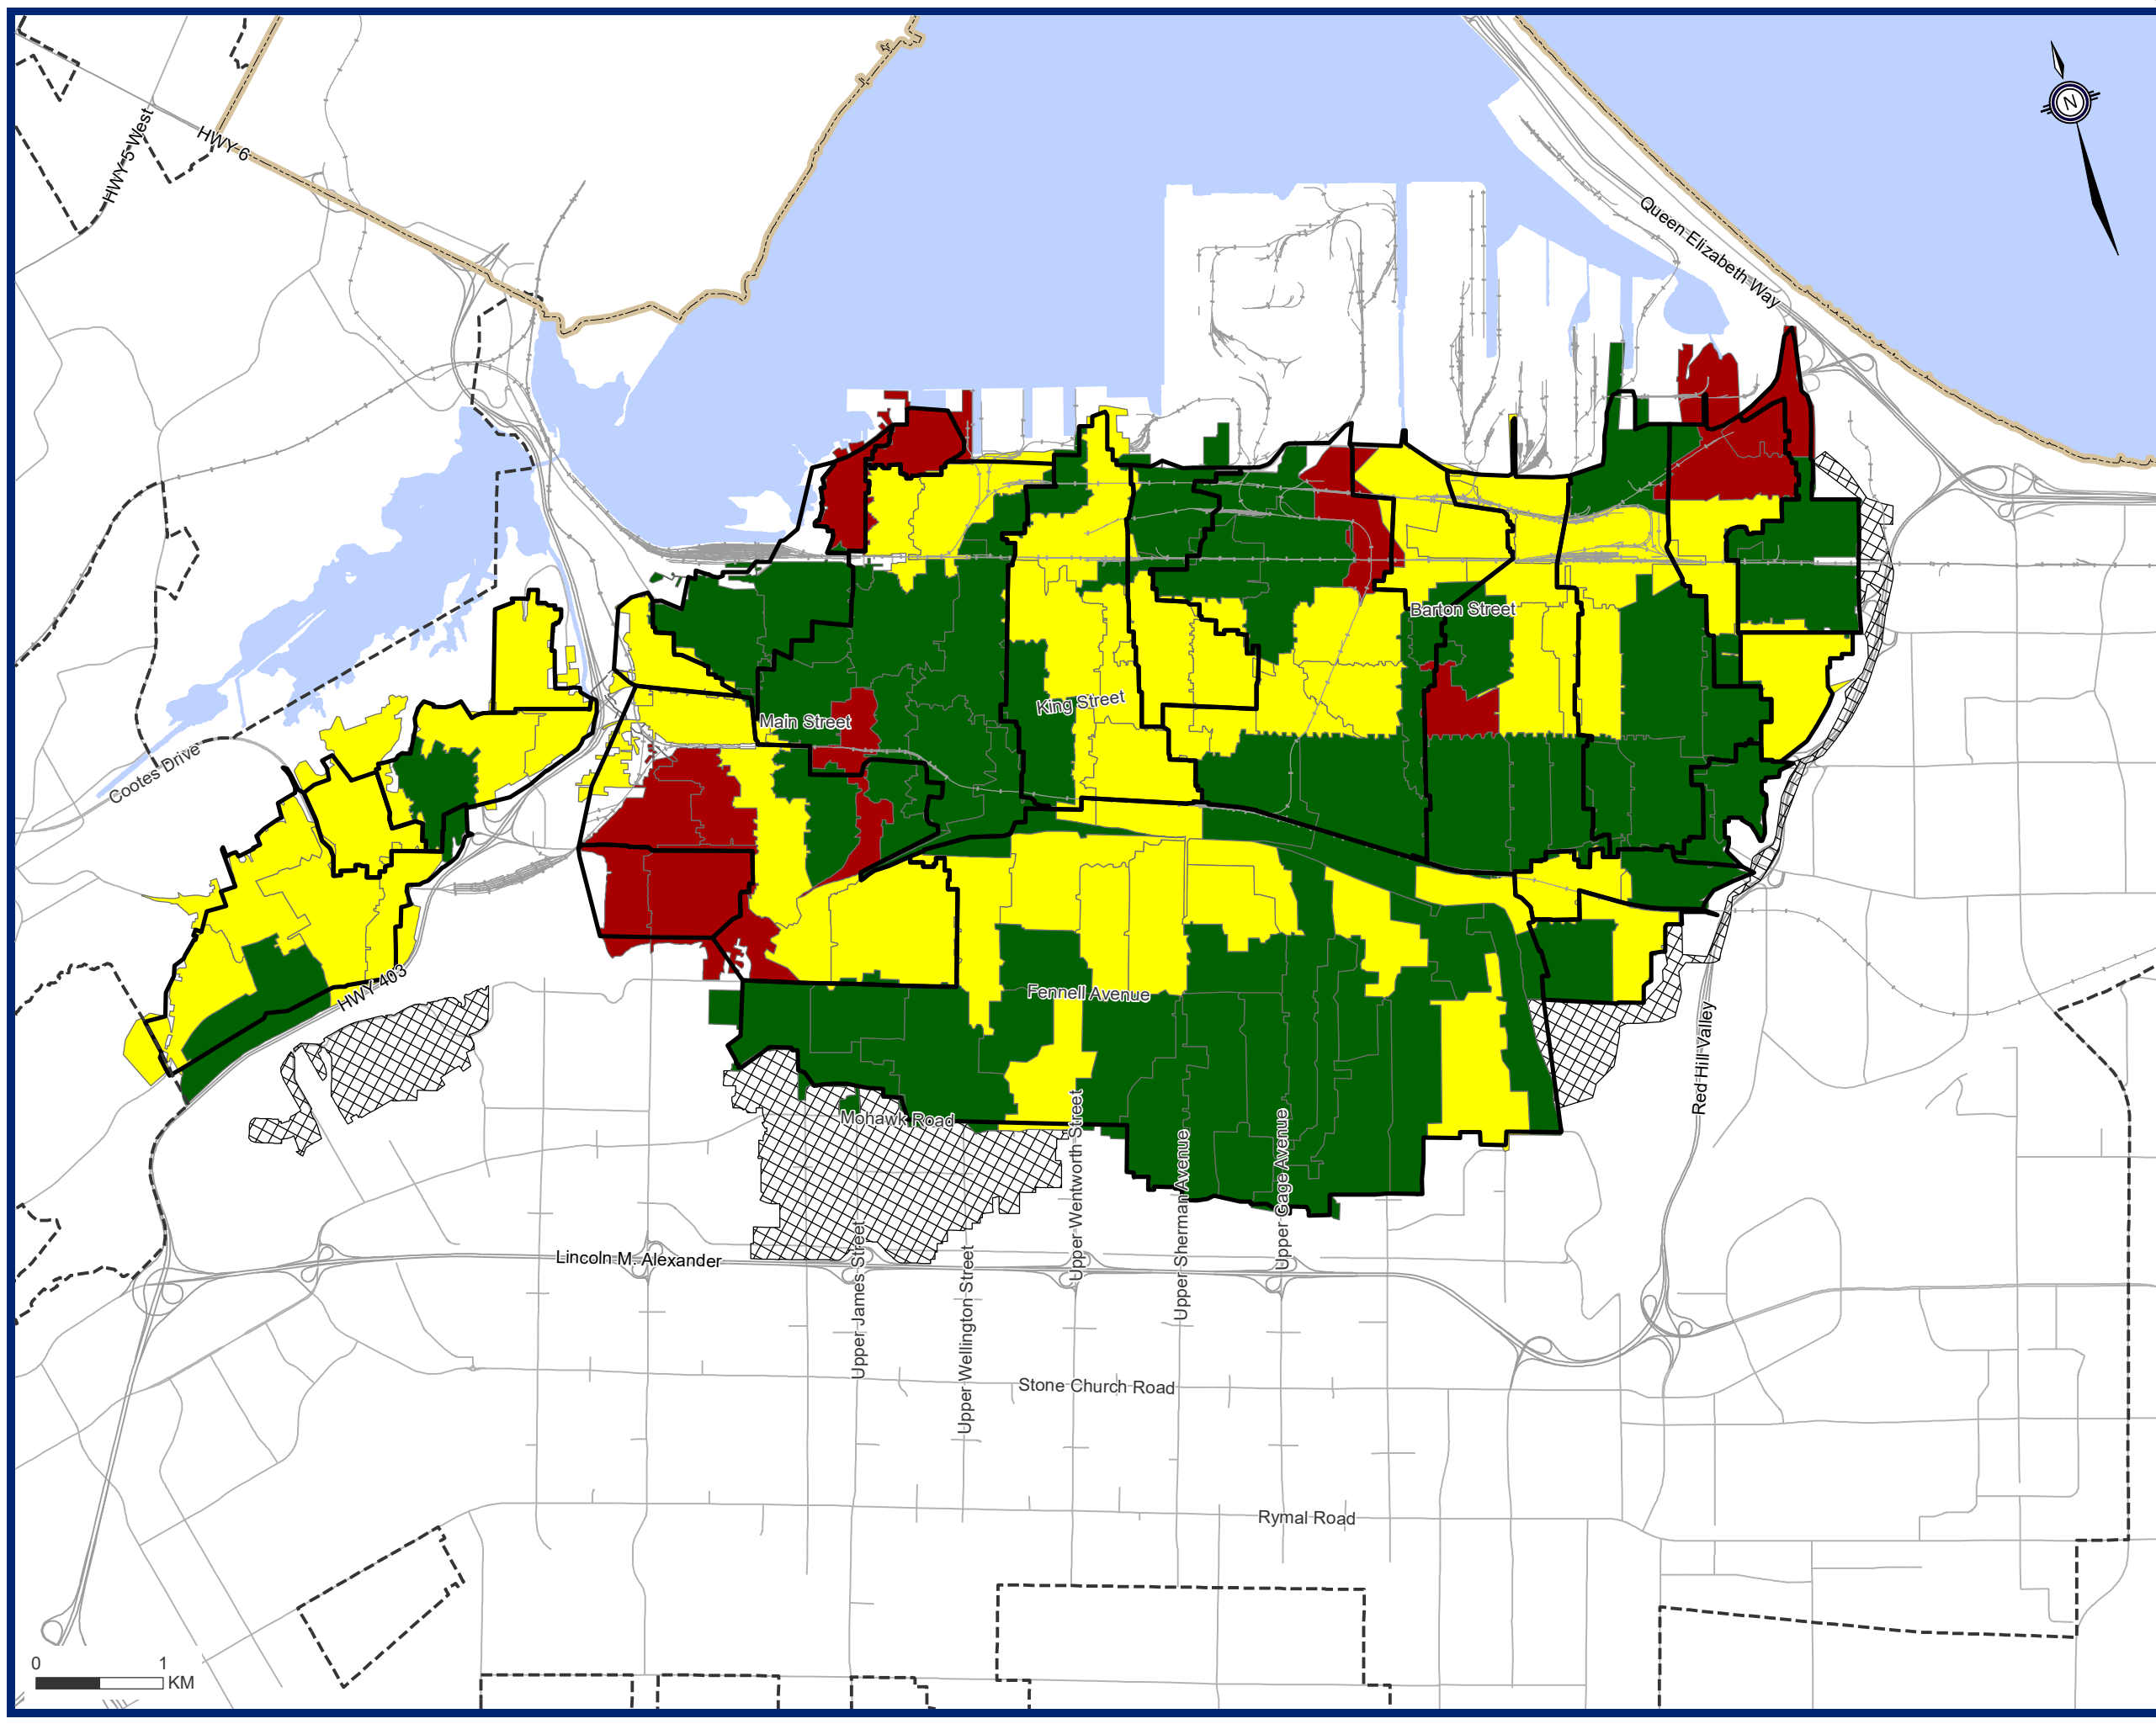 N
HWY 5 West
HWY 6
Queen Elizabeth Way
Barton Street
King Street
Main Street
Cootes Drive
HWY 403
Fennell Avenue
Red Hill Valley
Mohawk Road
Upper Wentworth Street
Upper Sherman Avenue
Upper Gage Avenue
Lincoln M. Alexander
Upper James Street
Upper Wellington Street
Stone Church Road
Rymal Road
0 1
KM